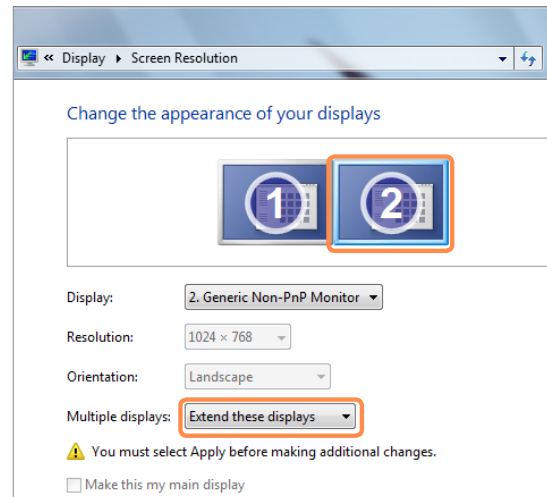 « Display ▸ Screen Resolution
Change the appearance of your displays
1 2
Display: 2. Generic Non-PnP Monitor
Resolution: 1024 × 768
Orientation: Landscape
Multiple displays: Extend these displays
You must select Apply before making additional changes.
Make this my main display